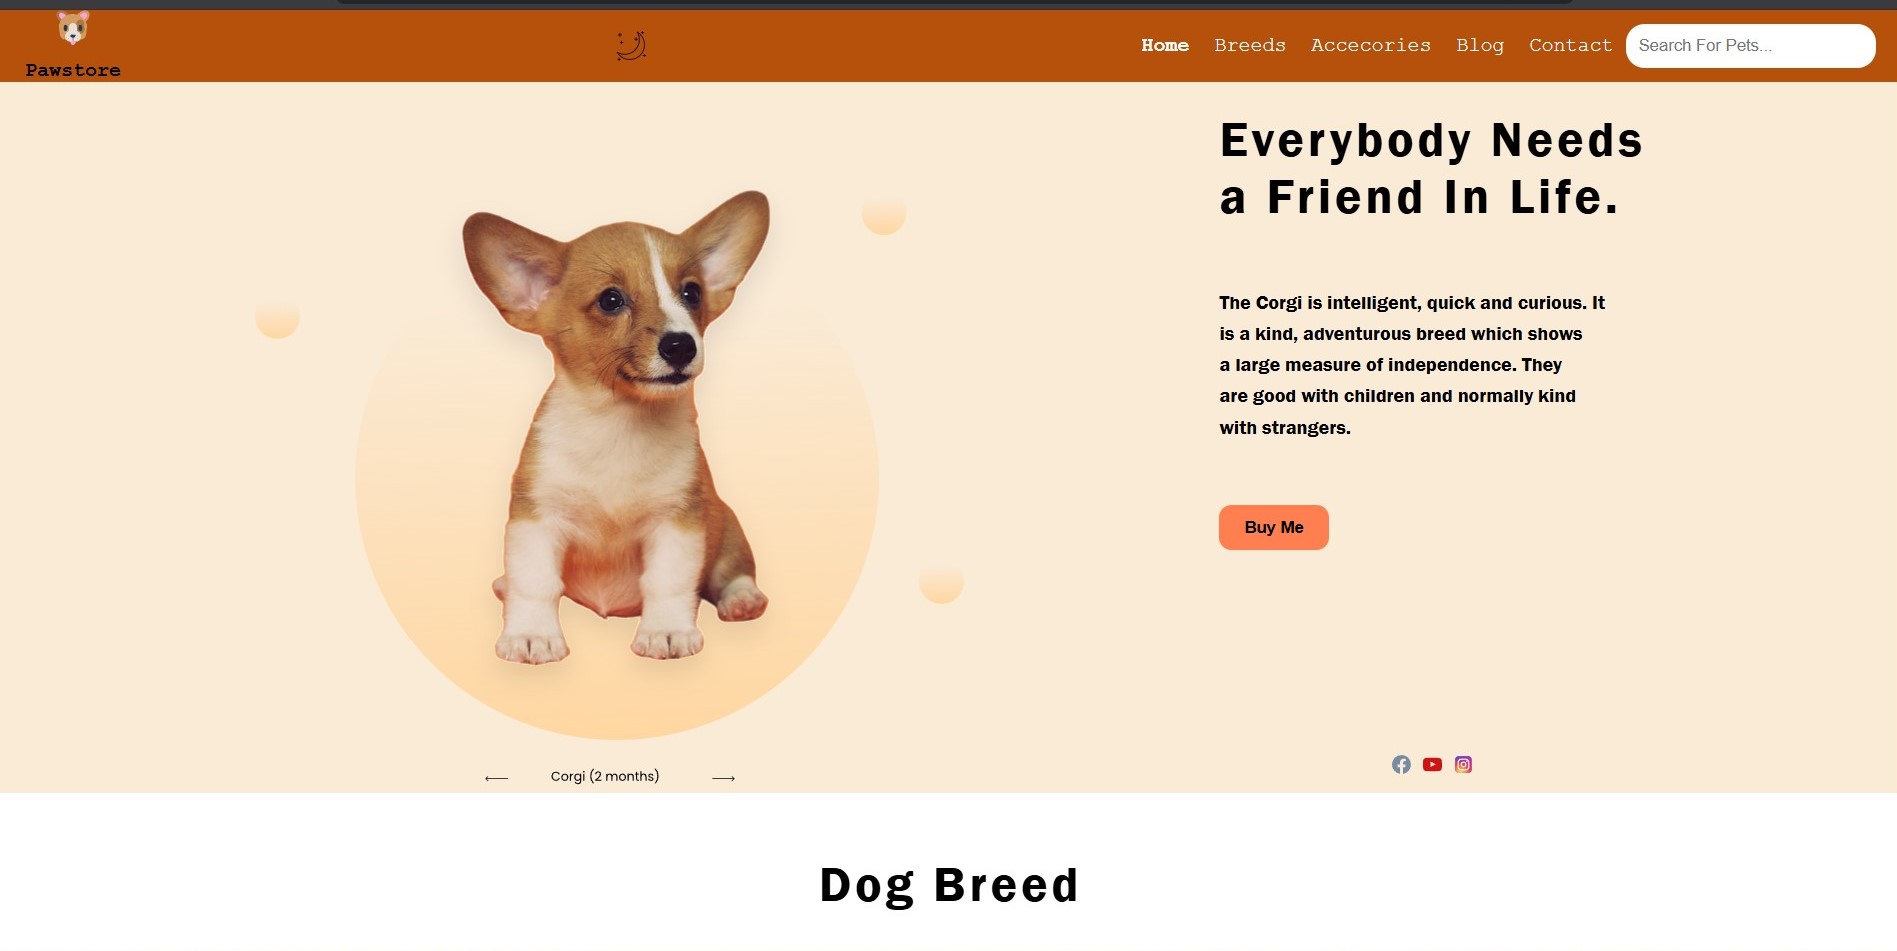 Pawstore
Home Breeds Accecories Blog Contact Search For Pets...
Everybody Needs
a Friend In Life.
The Corgi is intelligent, quick and curious. It
is a kind, adventurous breed which shows
a large measure of independence. They
are good with children and normally kind
with strangers.
Buy Me
Corgi (2 months)
Dog Breed